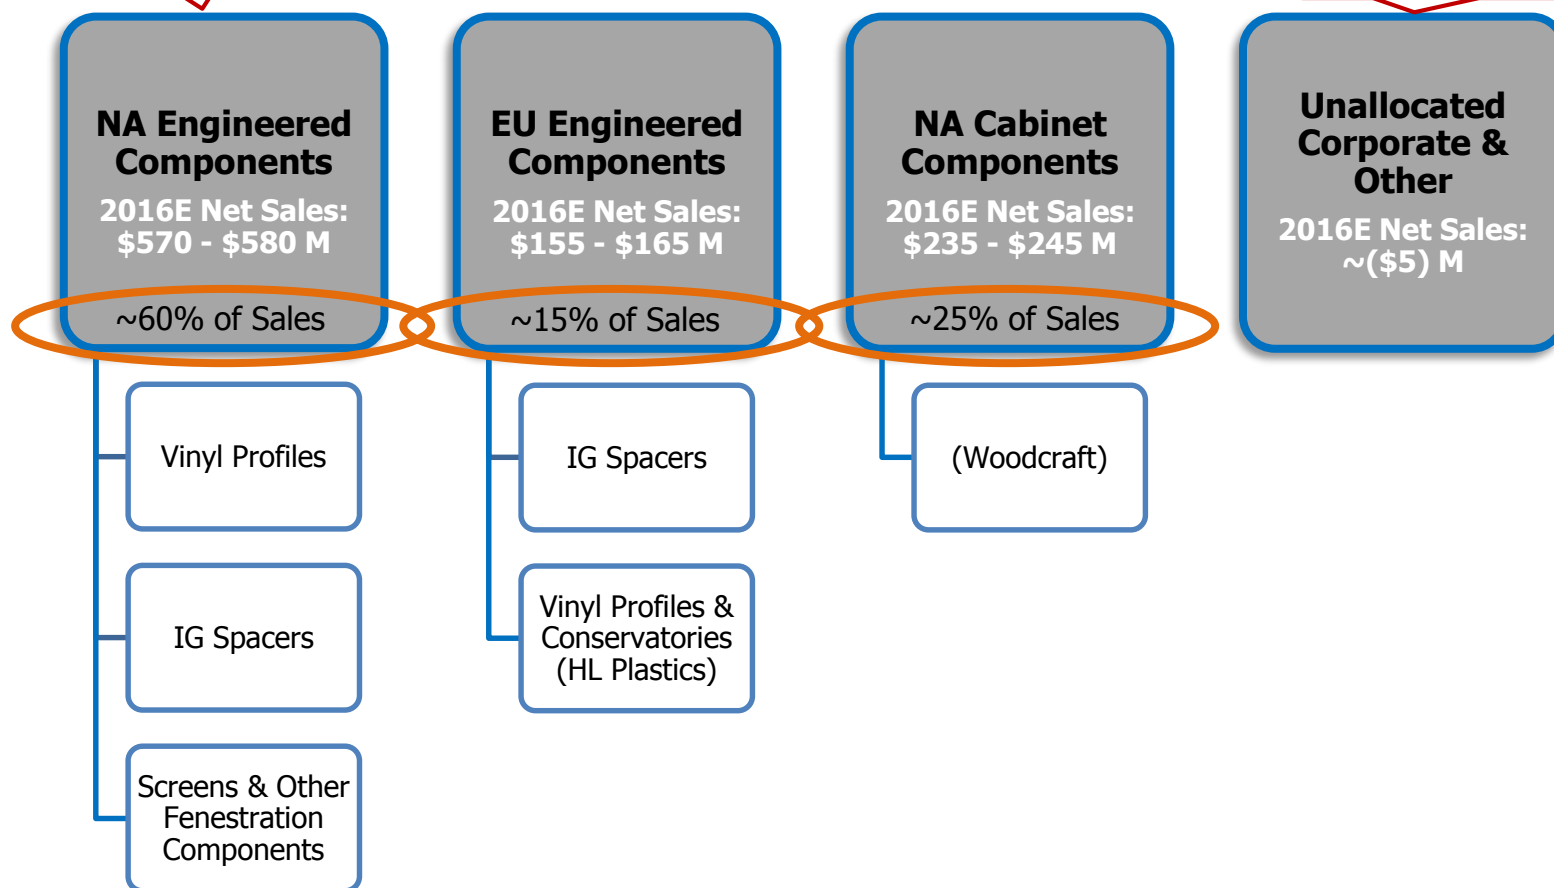 NA Engineered
Components
2016E Net Sales:
$570 - $580 M
~60% of Sales
EU Engineered
Components
2016E Net Sales:
$155 - $165 M
~15% of Sales
NA Cabinet
Components
2016E Net Sales:
$235 - $245 M
~25% of Sales
Unallocated
Corporate &
Other
2016E Net Sales:
~($5) M
Vinyl Profiles
IG Spacers
Screens & Other
Fenestration
Components
IG Spacers
Vinyl Profiles &
Conservatories
(HL Plastics)
(Woodcraft)